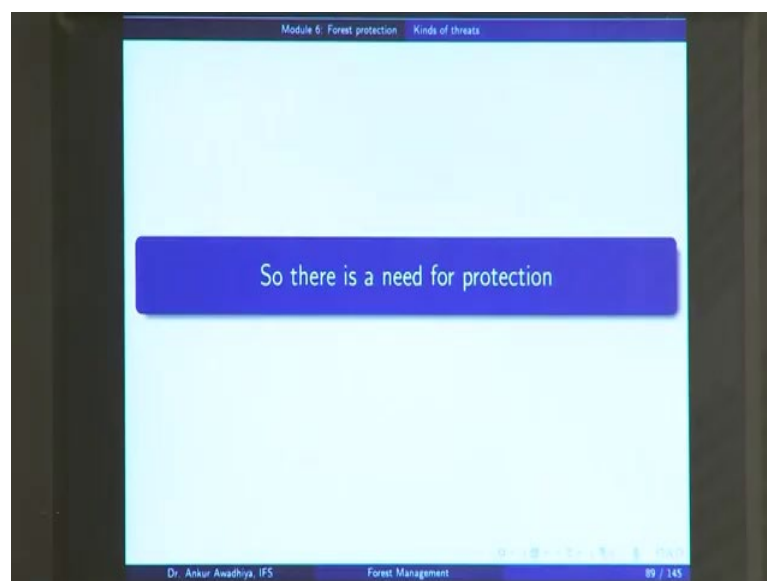 Module 6: Forest protection Kinds of threats
So there is a need for protection
Dr. Ankur Awadhiya, IFS Forest Management 89 / 145